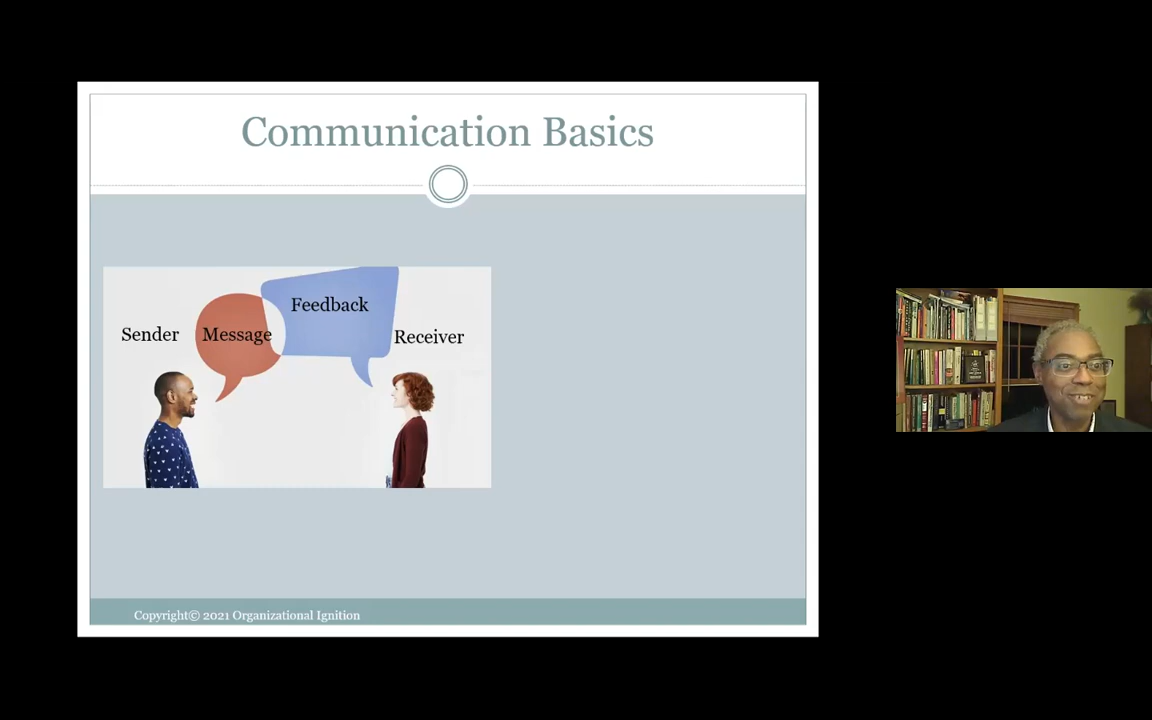 Communication Basics
Feedback
Sender
Message
Receiver
Copyright© 2021 Organizational Ignition